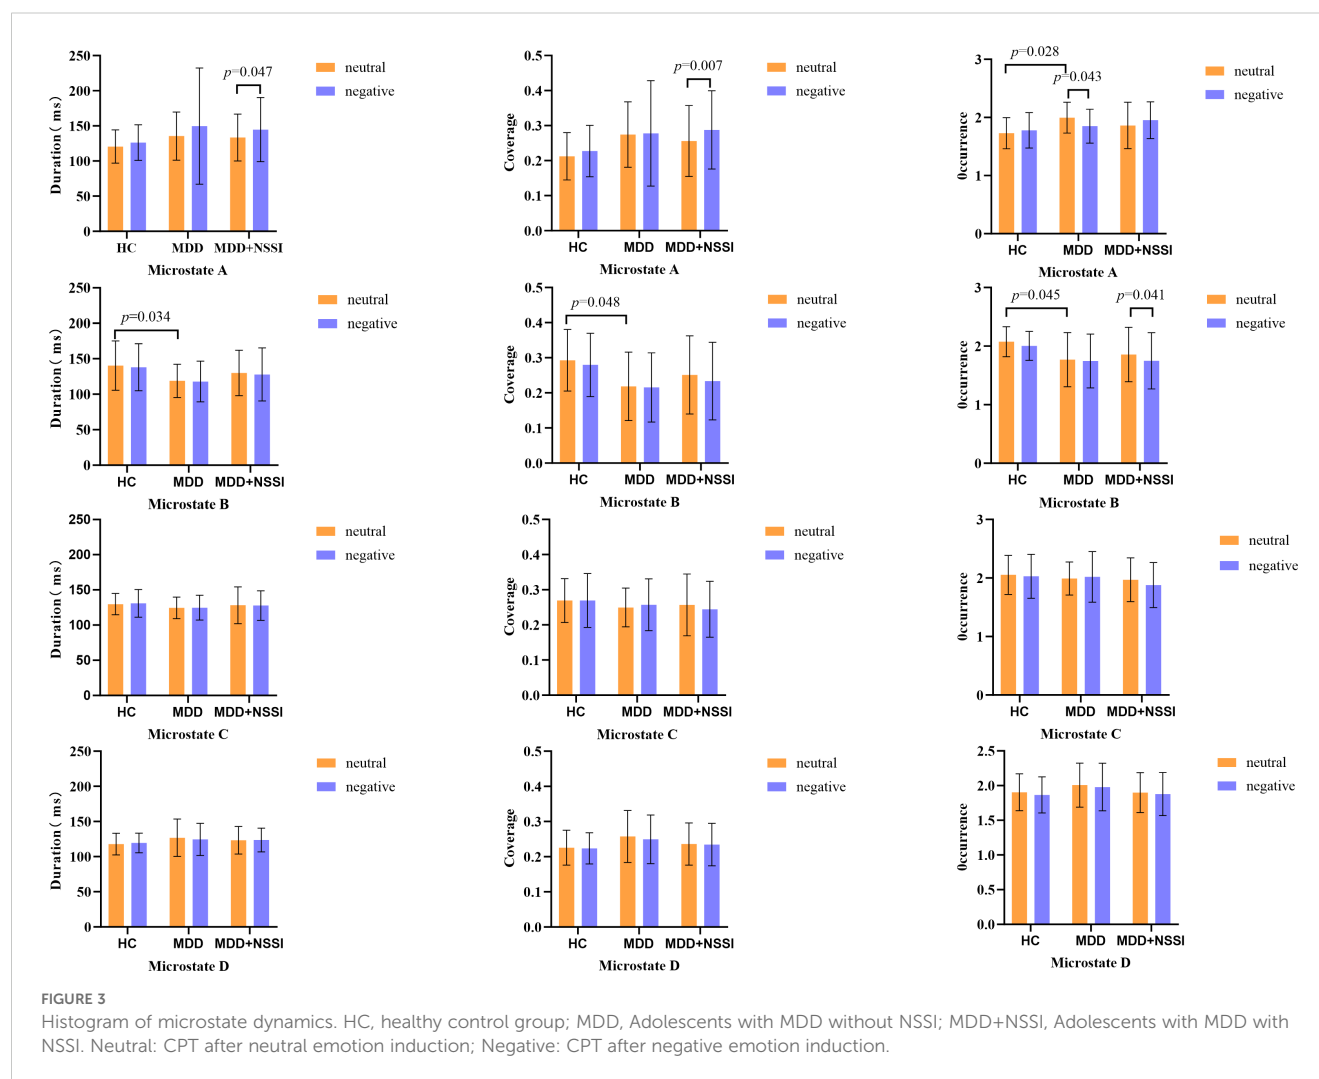 250
200
150
100
50
0
Duration ( ms)
p=0.047
HC MDD MDD+NSSI
Microstate A
neutral
negative
0.5
0.4
0.3
0.2
0.1
0.0
Coverage
p=0.007
HC MDD MDD+NSSI
Microstate A
neutral
negative
3
2
1
0
0ccurrence
p=0.028
p=0.043
HC MDD MDD+NSSI
Microstate A
neutral
negative
250
200
150
100
50
0
Duration ( ms)
p=0.034
HC MDD MDD+NSSI
Microstate B
neutral
negative
0.5
0.4
0.3
0.2
0.1
0.0
Coverage
p=0.048
HC MDD MDD+NSSI
Microstate B
neutral
negative
3
2
1
0
0ccurrence
p=0.045
p=0.041
HC MDD MDD+NSSI
Microstate B
neutral
negative
250
200
150
100
50
0
Duration ( ms)
HC MDD MDD+NSSI
Microstate C
neutral
negative
0.5
0.4
0.3
0.2
0.1
0.0
Coverage
HC MDD MDD+NSSI
Microstate C
neutral
negative
3
2
1
0
0ccurrence
HC MDD MDD+NSSI
Microstate C
neutral
negative
250
200
150
100
50
0
Duration ( ms)
HC MDD MDD+NSSI
Microstate D
neutral
negative
0.5
0.4
0.3
0.2
0.1
0.0
Coverage
HC MDD MDD+NSSI
Microstate D
neutral
negative
2.5
2.0
1.5
1.0
0.5
0.0
0ccurrence
HC MDD MDD+NSSI
Microstate D
neutral
negative
FIGURE 3
Histogram of microstate dynamics. HC, healthy control group; MDD, Adolescents with MDD without NSSI; MDD+NSSI, Adolescents with MDD with
NSSI. Neutral: CPT after neutral emotion induction; Negative: CPT after negative emotion induction.